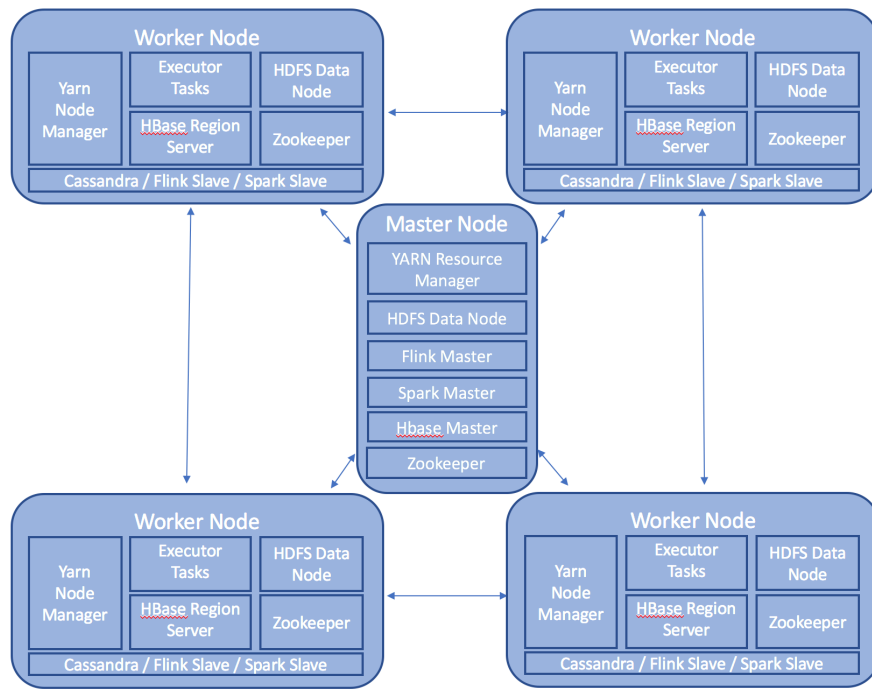 Worker Node
Yarn
Node
Manager
Executor
Tasks
HDFS Data
Node
HBase Region
Server
Zookeeper
Cassandra / Flink Slave / Spark Slave
Worker Node
Yarn
Node
Manager
Executor
Tasks
HDFS Data
Node
HBase Region
Server
Zookeeper
Cassandra / Flink Slave / Spark Slave
Master Node
YARN Resource
Manager
HDFS Data Node
Flink Master
Spark Master
Hbase Master
Zookeeper
Worker Node
Yarn
Node
Manager
Executor
Tasks
HDFS Data
Node
HBase Region
Server
Zookeeper
Cassandra / Flink Slave / Spark Slave
Worker Node
Yarn
Node
Manager
Executor
Tasks
HDFS Data
Node
HBase Region
Server
Zookeeper
Cassandra / Flink Slave / Spark Slave